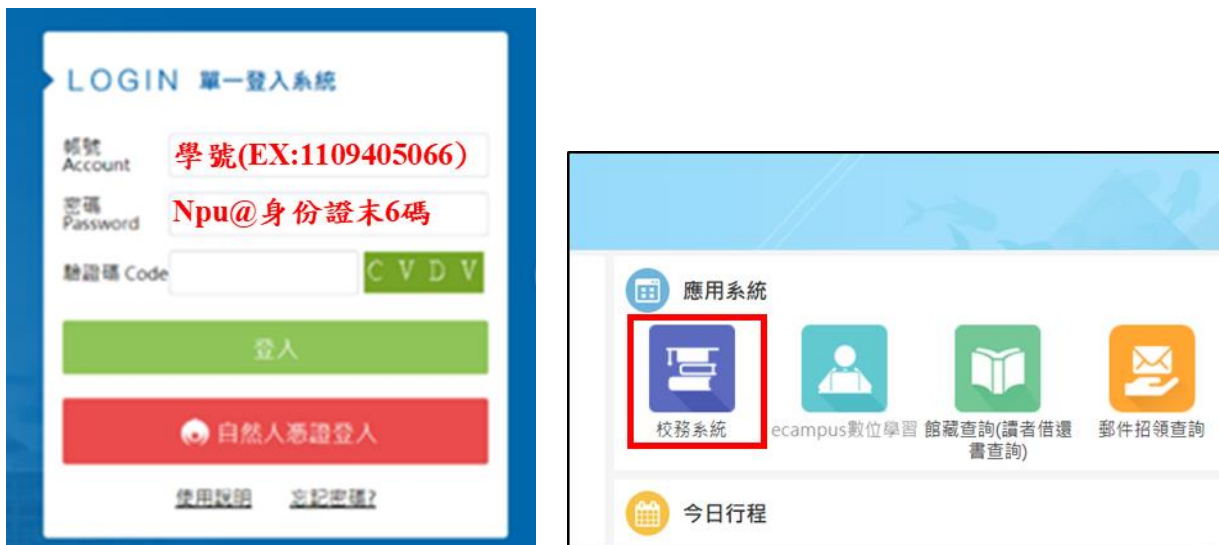 LOGIN 單一登入系統
帳號
Account
學號(EX:1109405066)
密碼
Password
Npu@身份證末6碼
驗證碼 Code
C V D V
登入
自然人憑證登入
使用說明 忘記密碼?
應用系統
校務系統
ecampus數位學習
館藏查詢(讀者借還
書查詢)
郵件招領查詢
今日行程